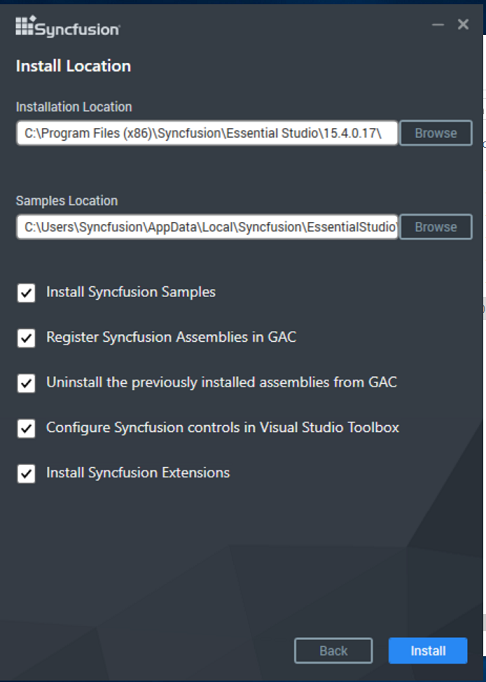 Syncfusion
Install Location
Installation Location
C:\Program Files (x86)\Syncfusion\Essential Studio\15.4.0.17\
Browse
Samples Location
C:\Users\Syncfusion\AppData\Local\Syncfusion\EssentialStudio\
Browse
Install Syncfusion Samples
Register Syncfusion Assemblies in GAC
Uninstall the previously installed assemblies from GAC
Configure Syncfusion controls in Visual Studio Toolbox
Install Syncfusion Extensions
Back
Install